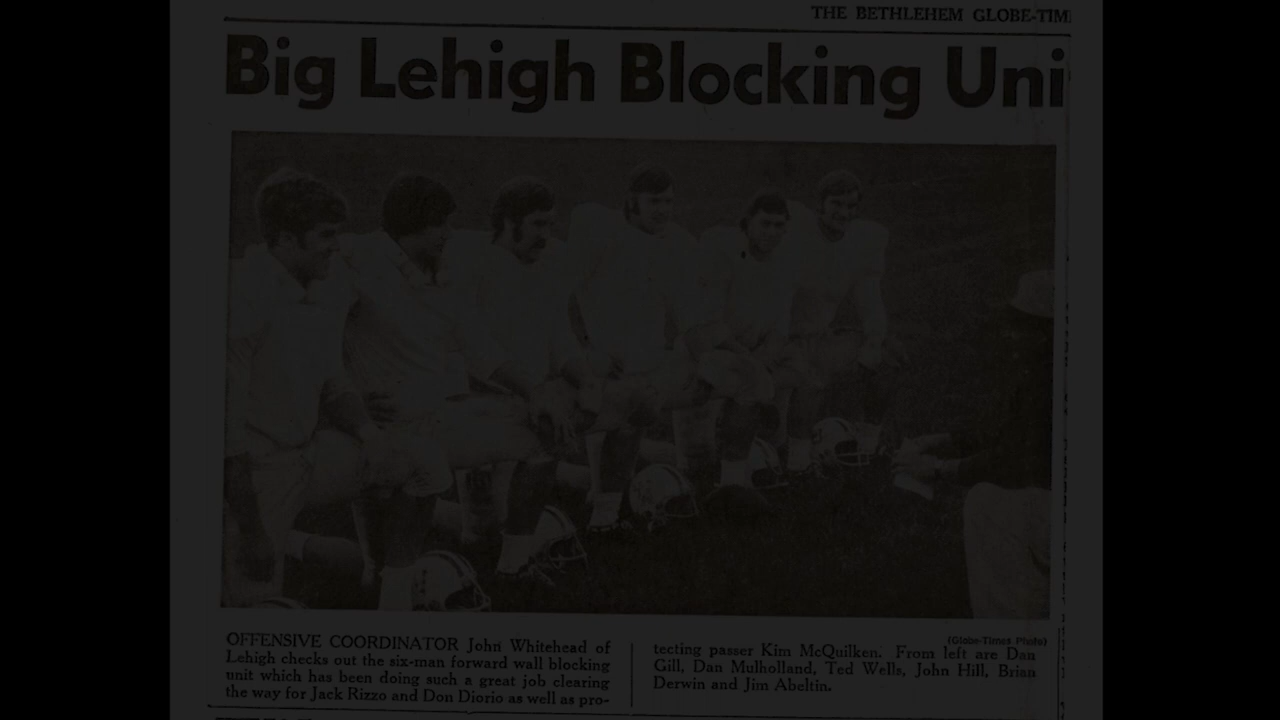 THE BETHLEHEM GLOBE-TIM
Big Lehigh Blocking Uni
(Globe-Times Photo)
OFFENSIVE COORDINATOR John Whitehead of
Lehigh checks out the six-man forward wall blocking
unit which has been doing such a great job clearing
the way for Jack Rizzo and Don Diorio as well as pro-
tecting passer Kim McQuilken. From left are Dan
Gill, Dan Mulholland, Ted Wells, John Hill, Brian
Derwin and Jim Abeltin.